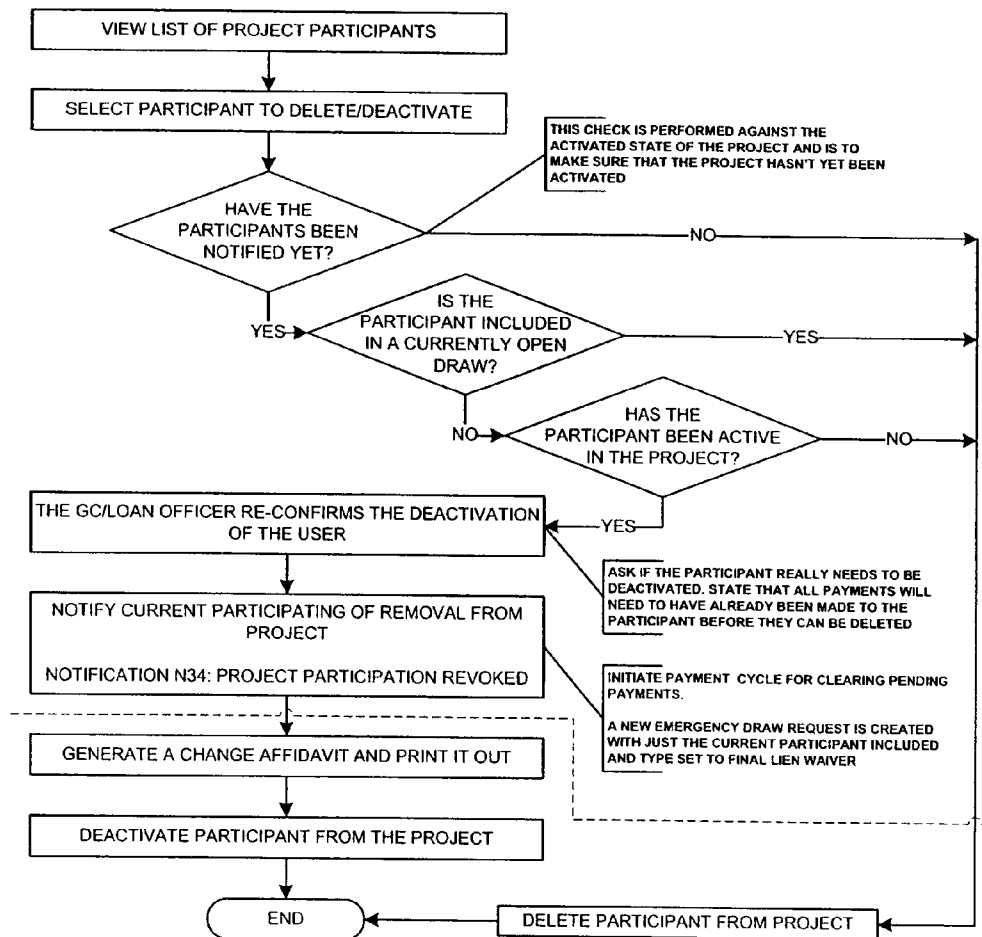 VIEW LIST OF PROJECT PARTICIPANTS
SELECT PARTICIPANT TO DELETE/DEACTIVATE
THIS CHECK IS PERFORMED AGAINST THE
ACTIVATED STATE OF THE PROJECT AND IS TO
MAKE SURE THAT THE PROJECT HASN'T YET BEEN
ACTIVATED
HAVE THE
PARTICIPANTS BEEN
NOTIFIED YET?
NO
YES
IS THE
PARTICIPANT INCLUDED
IN A CURRENTLY OPEN
DRAW?
YES
NO
HAS THE
PARTICIPANT BEEN ACTIVE
IN THE PROJECT?
NO
YES
THE GC/LOAN OFFICER RE-CONFIRMS THE DEACTIVATION
OF THE USER
ASK IF THE PARTICIPANT REALLY NEEDS TO BE
DEACTIVATED. STATE THAT ALL PAYMENTS WILL
NEED TO HAVE ALREADY BEEN MADE TO THE
PARTICIPANT BEFORE THEY CAN BE DELETED
NOTIFY CURRENT PARTICIPATING OF REMOVAL FROM
PROJECT
NOTIFICATION N34: PROJECT PARTICIPATION REVOKED
INITIATE PAYMENT CYCLE FOR CLEARING PENDING
PAYMENTS.
A NEW EMERGENCY DRAW REQUEST IS CREATED
WITH JUST THE CURRENT PARTICIPANT INCLUDED
AND TYPE SET TO FINAL LIEN WAIVER
GENERATE A CHANGE AFFIDAVIT AND PRINT IT OUT
DEACTIVATE PARTICIPANT FROM THE PROJECT
END
DELETE PARTICIPANT FROM PROJECT